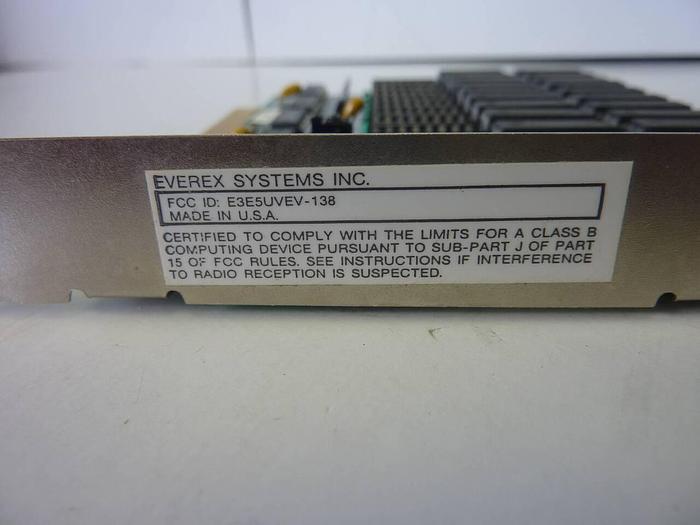 EVEREX SYSTEMS INC.
FCC ID: E3E5UVEV-138
MADE IN U.S.A.
CERTIFIED TO COMPLY WITH THE LIMITS FOR A CLASS B
COMPUTING DEVICE PURSUANT TO SUB-PART J OF PART
15 OF FCC RULES. SEE INSTRUCTIONS IF INTERFERENCE
TO RADIO RECEPTION IS SUSPECTED.